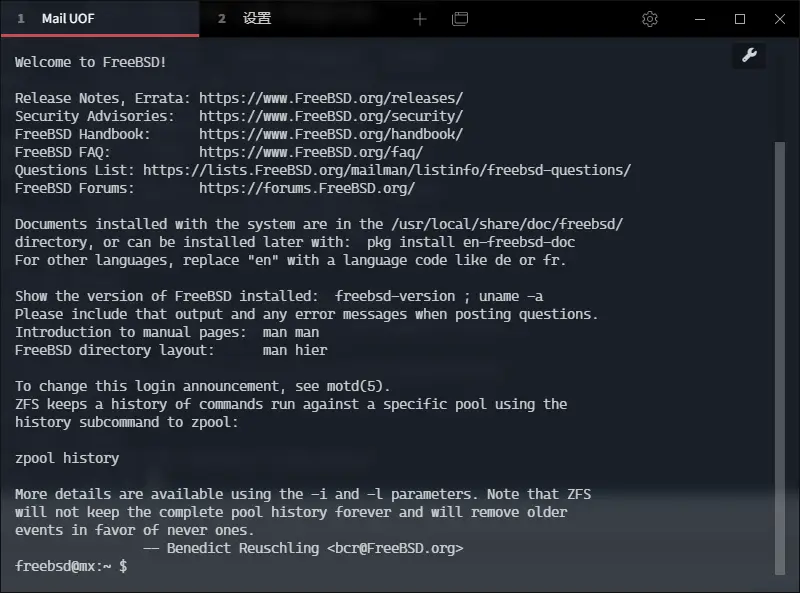 1 Mail UOF 2 设置
Welcome to FreeBSD!
Release Notes, Errata: https://www.FreeBSD.org/releases/
Security Advisories: https://www.FreeBSD.org/security/
FreeBSD Handbook: https://www.FreeBSD.org/handbook/
FreeBSD FAQ: https://www.FreeBSD.org/faq/
Questions List: https://lists.FreeBSD.org/mailman/listinfo/freebsd-questions/
FreeBSD Forums: https://forums.FreeBSD.org/
Documents installed with the system are in the /usr/local/share/doc/freebsd/
directory, or can be installed later with: pkg install en-freebsd-doc
For other languages, replace "en" with a language code like de or fr.
Show the version of FreeBSD installed: freebsd-version ; uname -a
Please include that output and any error messages when posting questions.
Introduction to manual pages: man man
FreeBSD directory layout: man hier
To change this login announcement, see motd(5).
ZFS keeps a history of commands run against a specific pool using the
history subcommand to zpool:
zpool history
More details are available using the -i and -l parameters. Note that ZFS
will not keep the complete pool history forever and will remove older
events in favor of never ones.
-- Benedict Reuschling <bcr@FreeBSD.org>
freebsd@mx:~ $